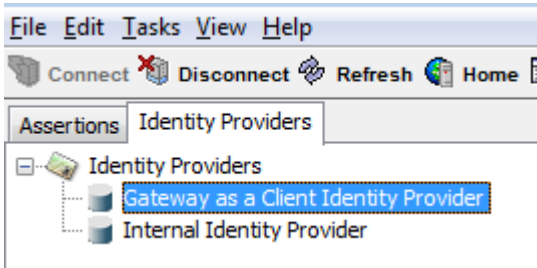 File Edit Tasks View Help
Connect Disconnect Refresh Home
Assertions Identity Providers
Identity Providers
Gateway as a Client Identity Provider
Internal Identity Provider